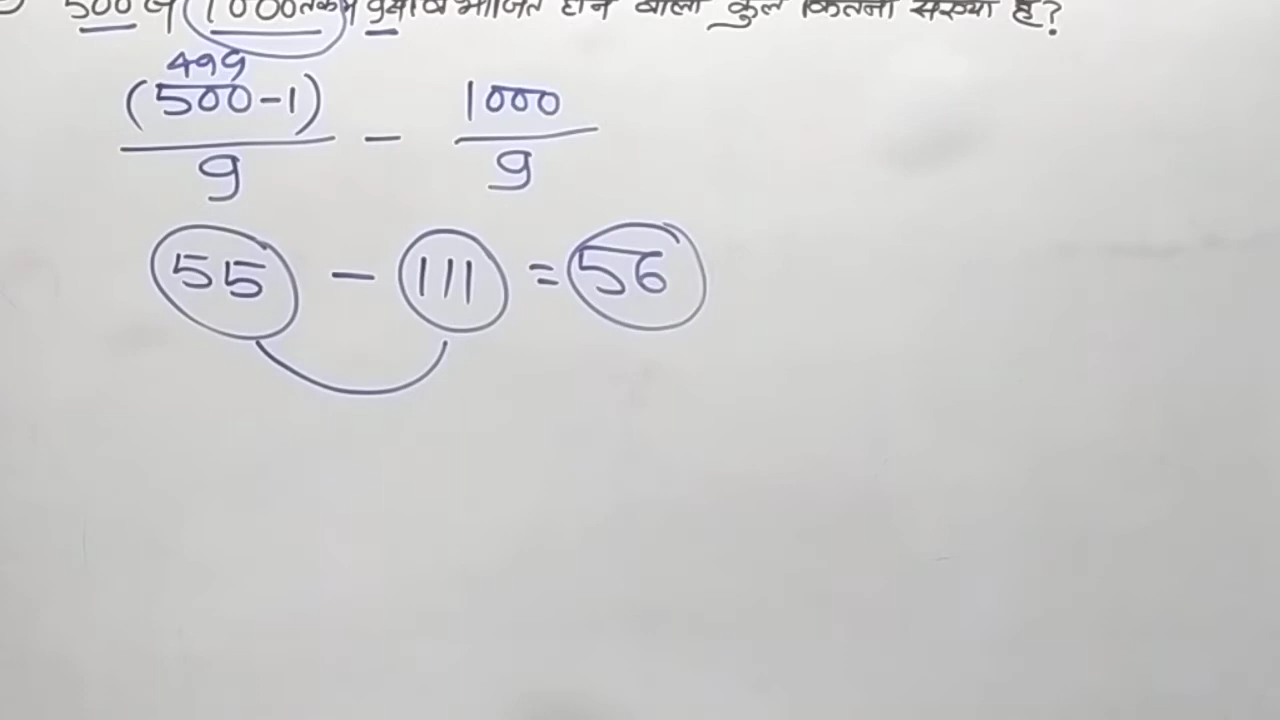 500 1000 तक 9 से विभाजित होने वाली कुल कितनी संख्या है?
499
(500-1) / 9 - 1000 / 9
55 - 111 = 56